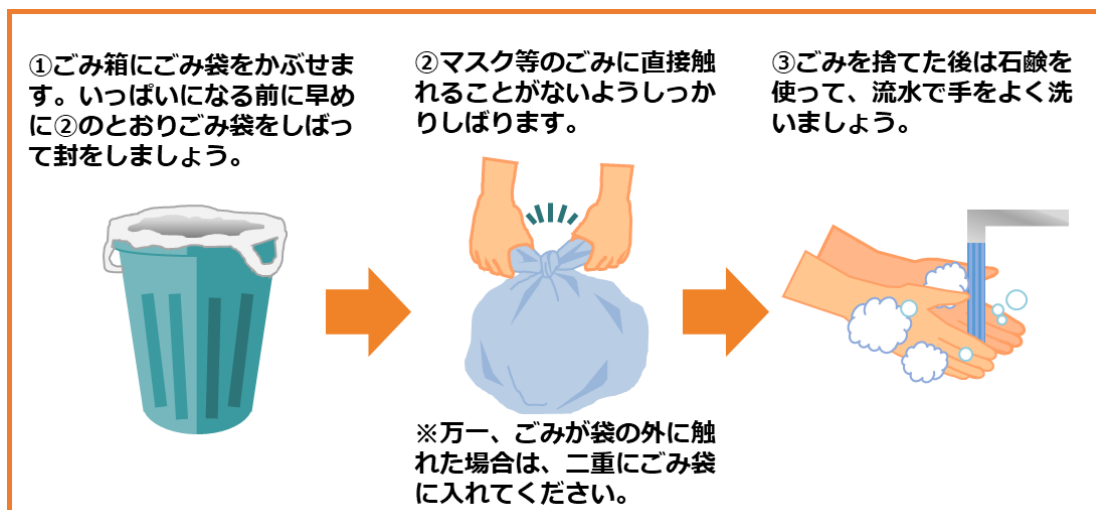 ①ごみ箱にごみ袋をかぶせま
す。いっぱいになる前に早め
に②のとおりごみ袋をしばっ
て封をしましょう。
②マスク等のごみに直接触
れることがないようしっか
りしばります。
※万一、ごみが袋の外に触
れた場合は、二重にごみ袋
に入れてください。
③ごみを捨てた後は石鹸を
使って、流水で手をよく洗
いましょう。